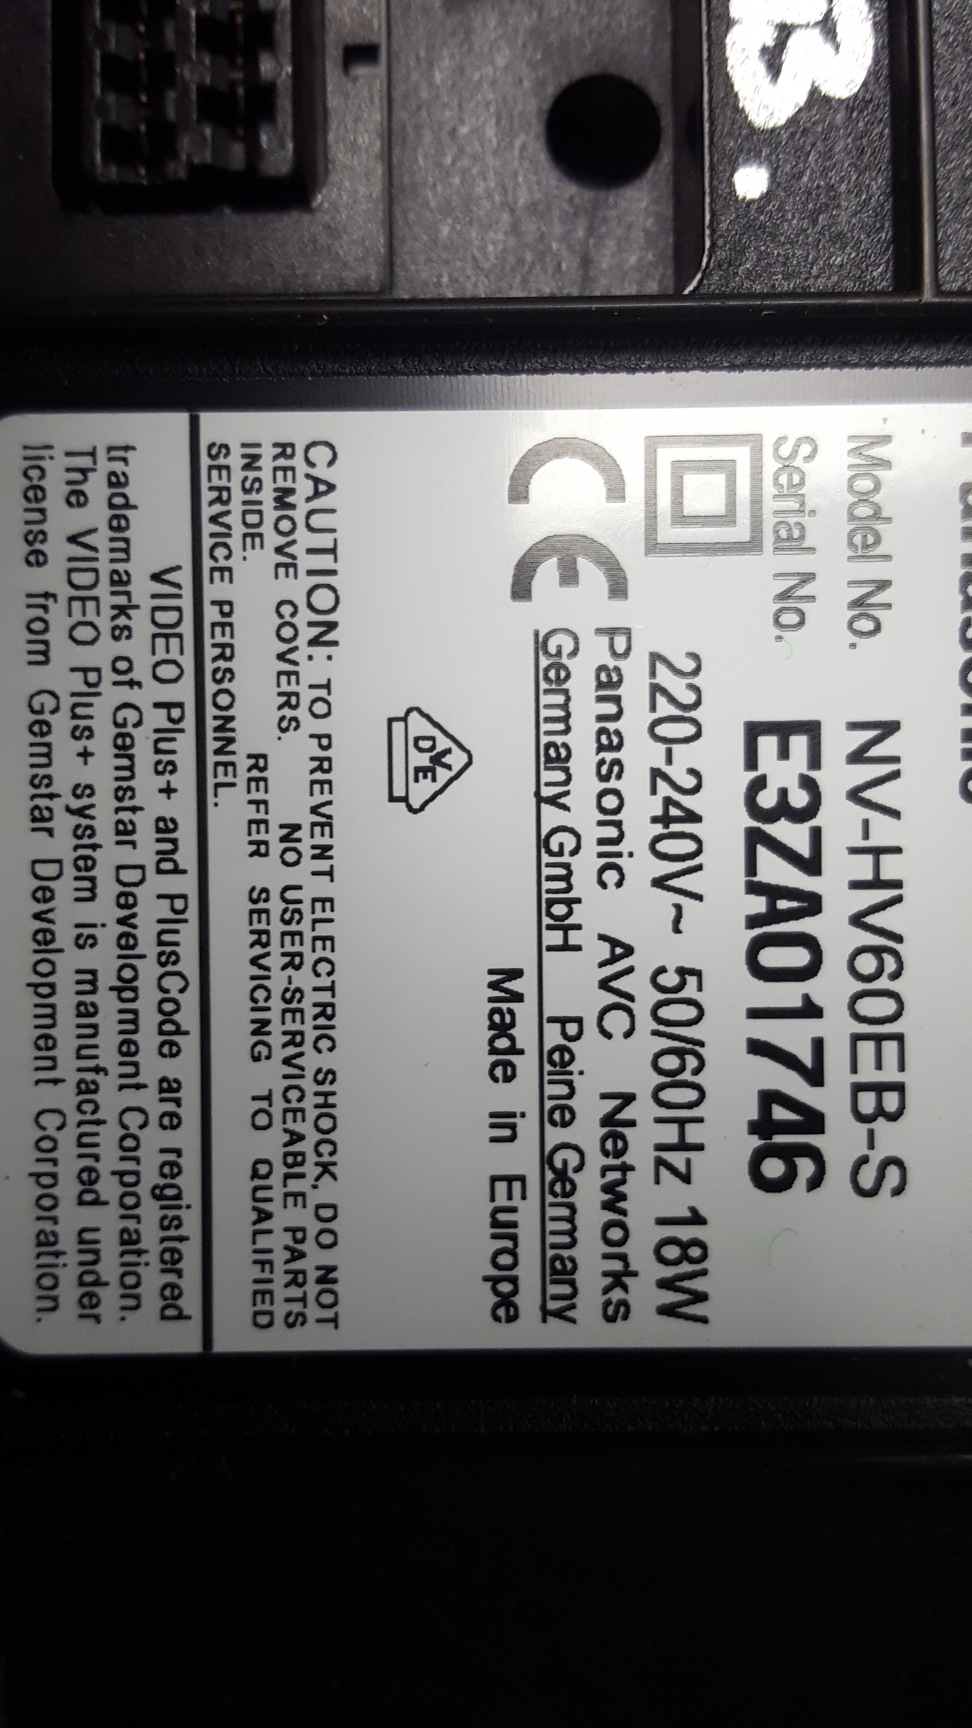 Panasonic
Model No. NV-HV60EB-S
Serial No. E3ZA01746
220-240V~ 50/60Hz 18W
Panasonic AVC Networks
Germany GmbH Peine Germany
Made in Europe
CE
DVE
CAUTION: TO PREVENT ELECTRIC SHOCK, DO NOT
REMOVE COVERS. NO USER-SERVICEABLE PARTS
INSIDE. REFER SERVICING TO QUALIFIED
SERVICE PERSONNEL.
VIDEO Plus+ and PlusCode are registered
trademarks of Gemstar Development Corporation.
The VIDEO Plus+ system is manufactured under
license from Gemstar Development Corporation.